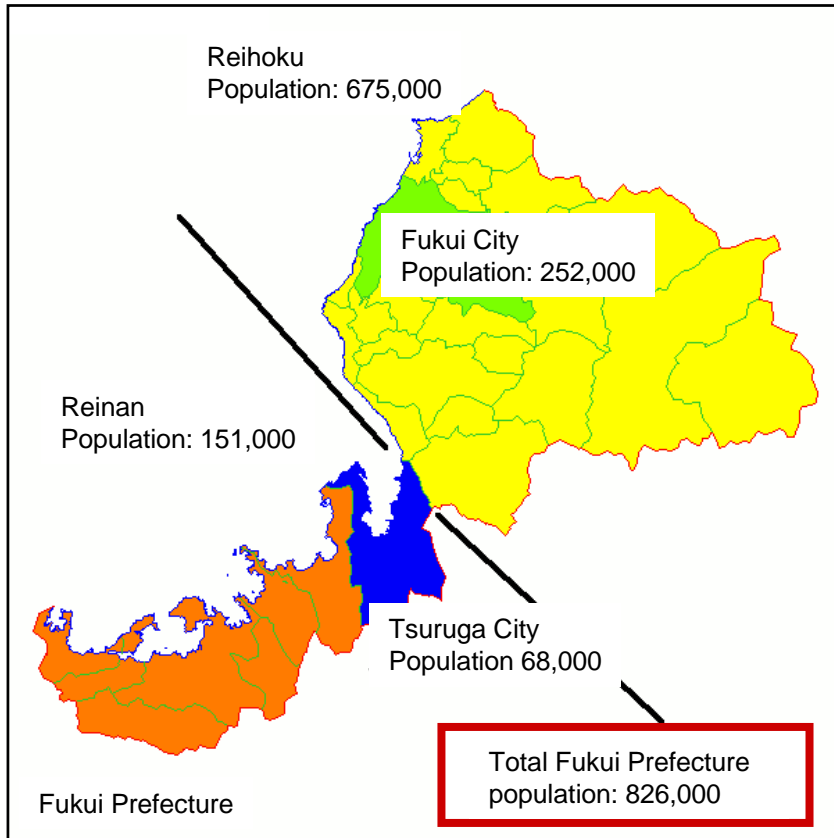 Reihoku
Population: 675,000
Fukui City
Population: 252,000
Reinan
Population: 151,000
Tsuruga City
Population 68,000
Total Fukui Prefecture
population: 826,000
Fukui Prefecture